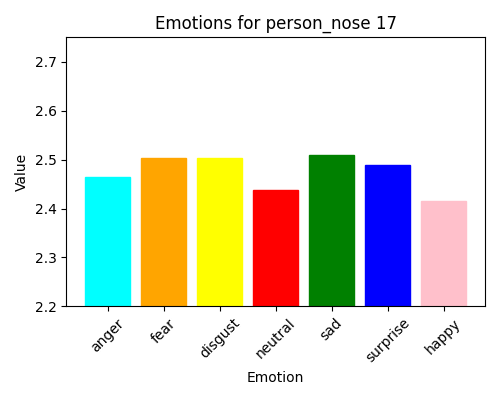 Emotions for person_nose 17
Value
2.7
2.6
2.5
2.4
2.3
2.2
anger
fear
disgust
neutral
sad
surprise
happy
Emotion